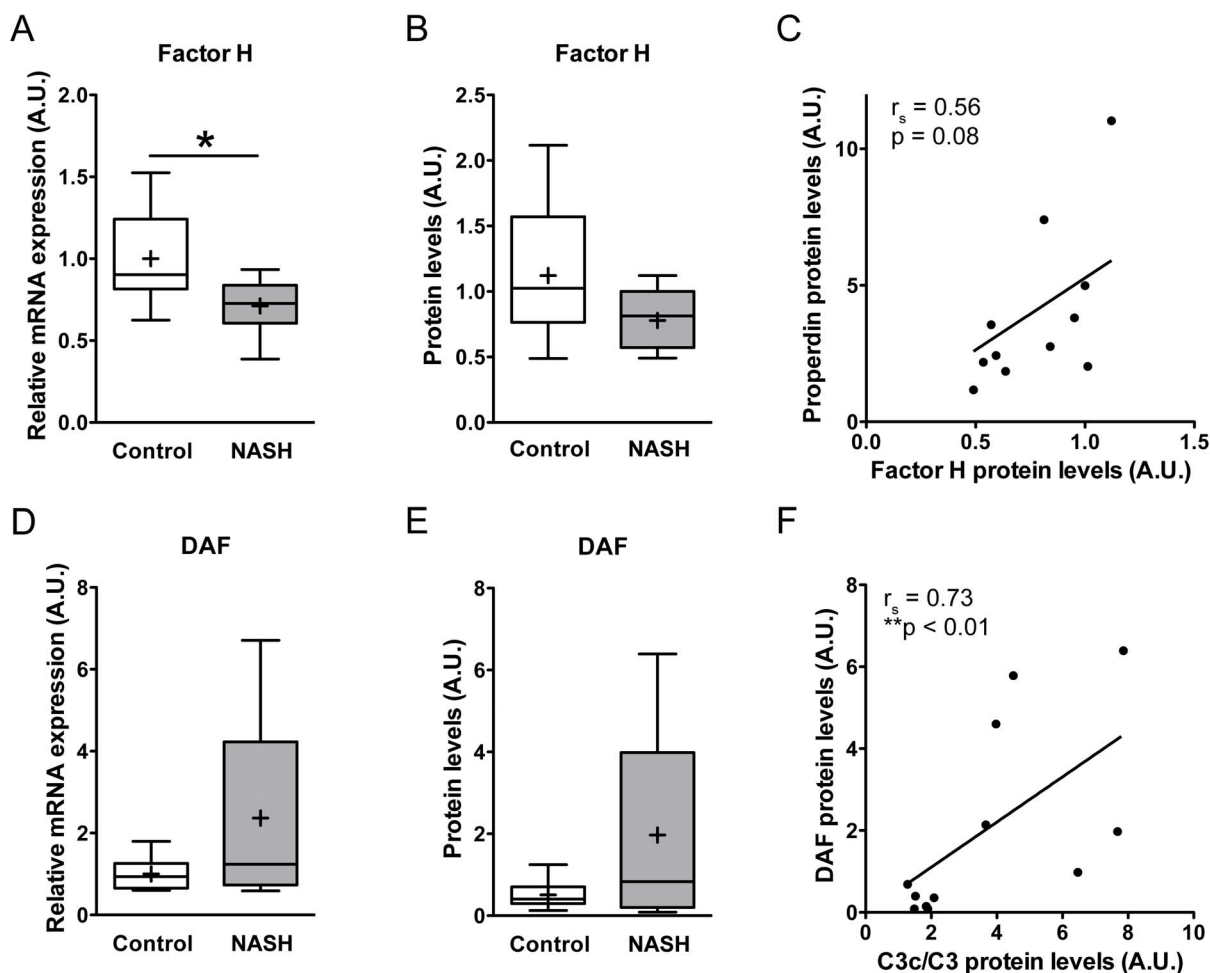 A
Factor H
Relative mRNA expression (A.U.)
2.0
1.5
1.0
0.5
0.0
*
Control NASH
B
Factor H
Protein levels (A.U.)
2.5
2.0
1.5
1.0
0.5
0.0
Control NASH
C
rs = 0.56
p = 0.08
Properdin protein levels (A.U.)
10
5
0
0.0 0.5 1.0 1.5
Factor H protein levels (A.U.)
D
DAF
Relative mRNA expression (A.U.)
8
6
4
2
0
Control NASH
E
DAF
Protein levels (A.U.)
8
6
4
2
0
Control NASH
F
rs = 0.73
**p < 0.01
DAF protein levels (A.U.)
8
6
4
2
0
0 2 4 6 8 10
C3c/C3 protein levels (A.U.)